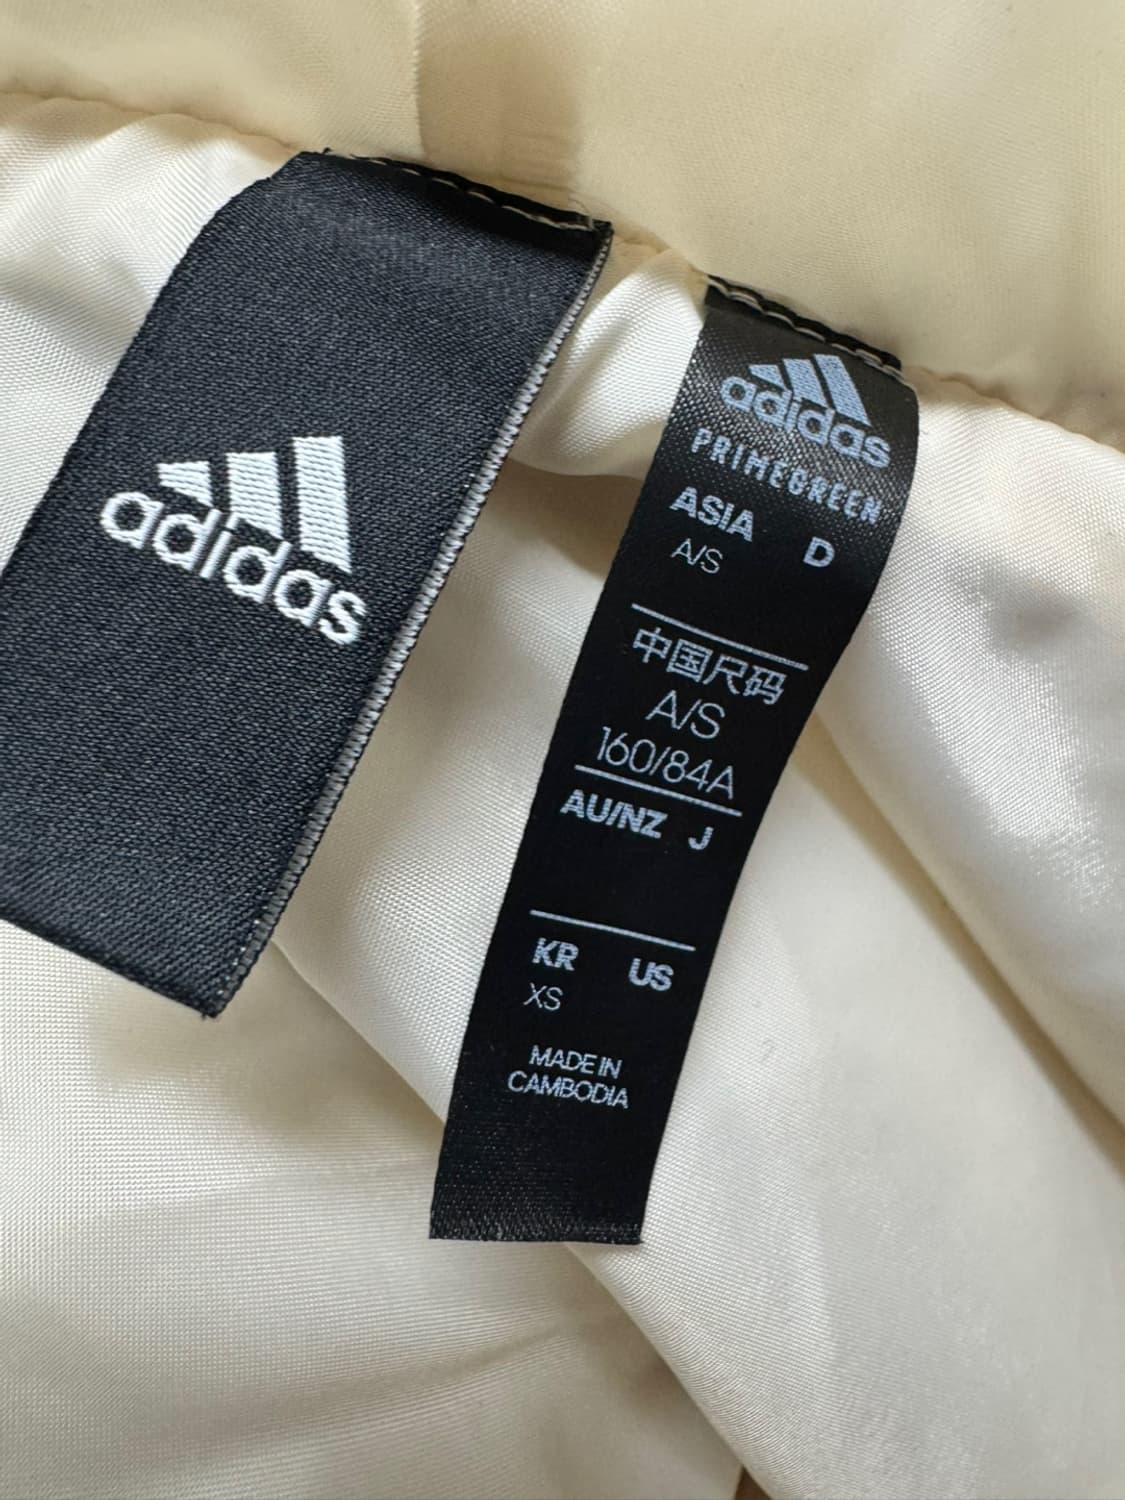 adidas
adidas
PRIMEGREEN
ASIA D
A/S
中国尺码
A/S
160/84A
AU/NZ J
KR US
XS
MADE IN
CAMBODIA